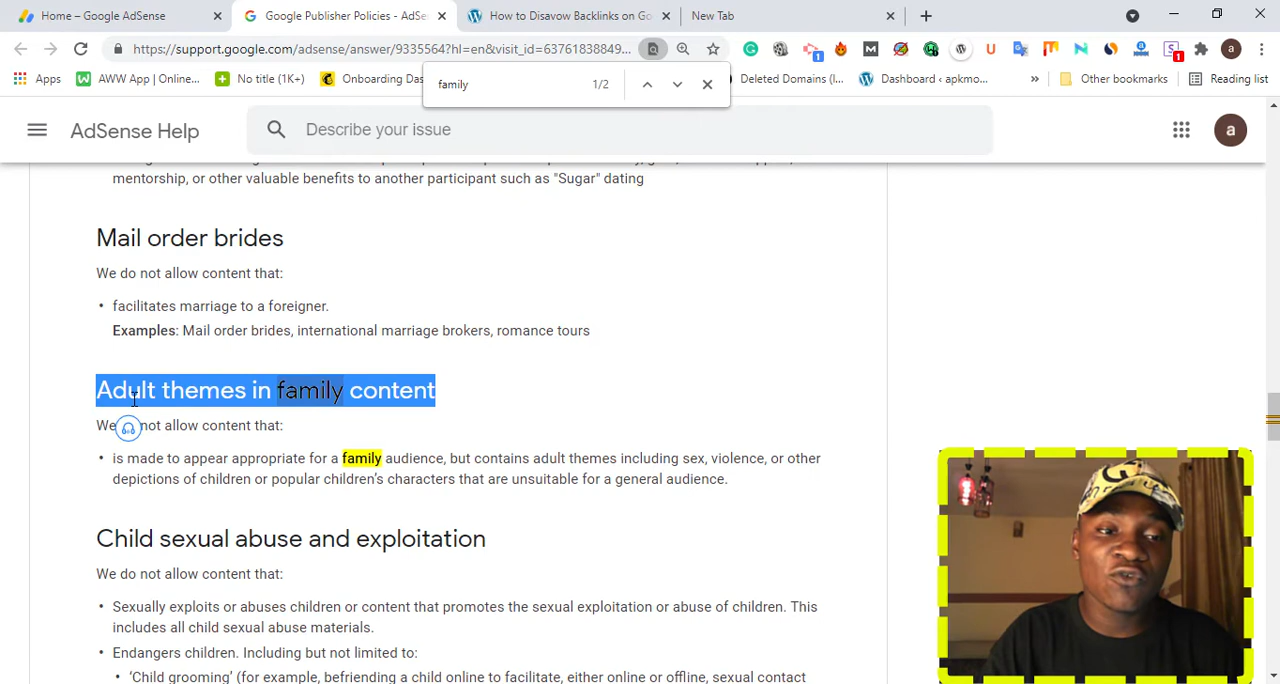 Home – Google AdSense
Google Publisher Policies - AdSe
How to Disavow Backlinks on Go
New Tab
https://support.google.com/adsense/answer/9335564?hl=en&visit_id=63761838849...
Apps
AWW App | Online...
No title (1K+)
Onboarding Das
Deleted Domains (l...
Dashboard ‹ apkmo...
»
Other bookmarks
Reading list
family
1/2
AdSense Help
Describe your issue
a
mentorship, or other valuable benefits to another participant such as "Sugar" dating
Mail order brides
We do not allow content that:
• facilitates marriage to a foreigner.
Examples: Mail order brides, international marriage brokers, romance tours
Adult themes in family content
We not allow content that:
• is made to appear appropriate for a family audience, but contains adult themes including sex, violence, or other
depictions of children or popular children's characters that are unsuitable for a general audience.
Child sexual abuse and exploitation
We do not allow content that:
• Sexually exploits or abuses children or content that promotes the sexual exploitation or abuse of children. This
includes all child sexual abuse materials.
• Endangers children. Including but not limited to:
• 'Child grooming' (for example, befriending a child online to facilitate, either online or offline, sexual contact